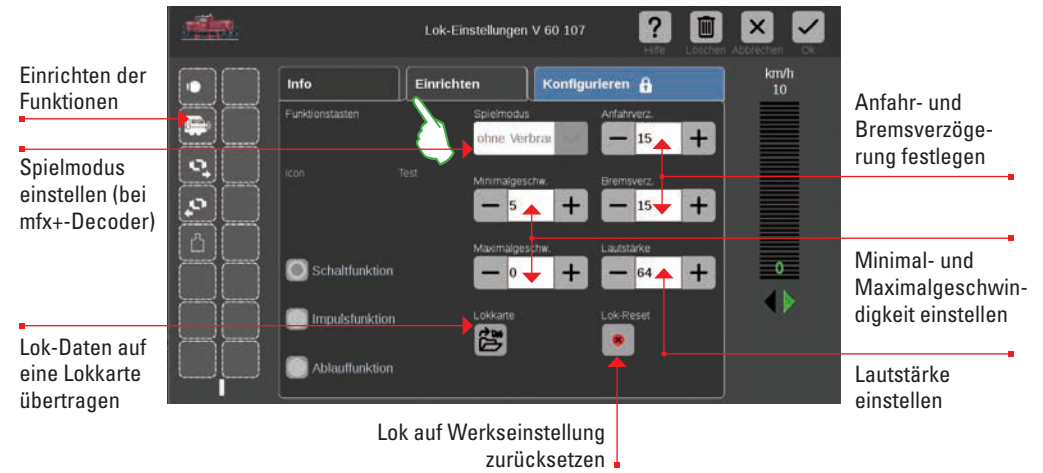 Lok-Einstellungen V 60 107
Hilfe
Löschen
Abbrechen
Ok
Einrichten der
Funktionen
Spielmodus
einstellen (bei
mfx+-Decoder)
Lok-Daten auf
eine Lokkarte
übertragen
Info
Einrichten
Konfigurieren
Funktionstasten
Icon
Test
Schaltfunktion
Impulsfunktion
Ablauffunktion
Spielmodus
ohne Verbrau
Anfahrverz.
15
Minimalgeschw.
5
Bremsverz.
15
Maximalgeschw.
0
Lautstärke
64
Lokkarte
Lok-Reset
km/h
10
0
Anfahr- und
Bremsverzöge-
rung festlegen
Minimal- und
Maximalgeschwin-
digkeit einstellen
Lautstärke
einstellen
Lok auf Werkseinstellung
zurücksetzen